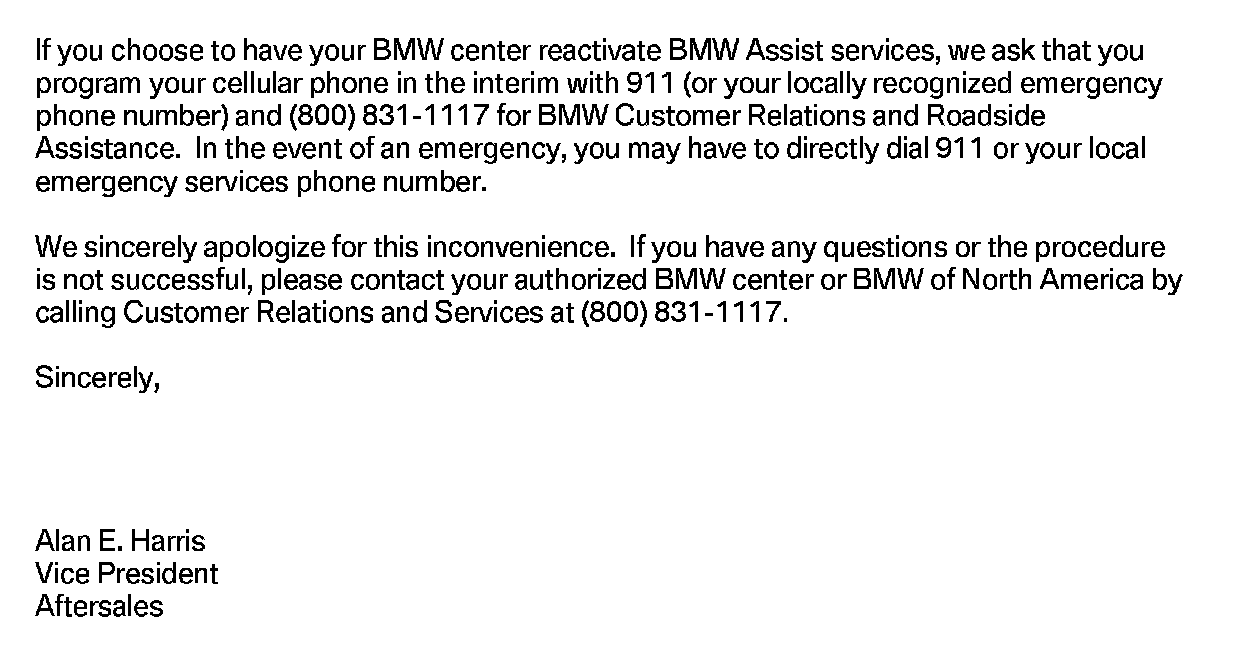 If you choose to have your BMW center reactivate BMW Assist services, we ask that you
program your cellular phone in the interim with 911 (or your locally recognized emergency
phone number) and (800) 831-1117 for BMW Customer Relations and Roadside
Assistance.  In the event of an emergency, you may have to directly dial 911 or your local
emergency services phone number.
We sincerely apologize for this inconvenience.  If you have any questions or the procedure
is not successful, please contact your authorized BMW center or BMW of North America by
calling Customer Relations and Services at (800) 831-1117.
Sincerely,
Alan E. Harris
Vice President
Aftersales